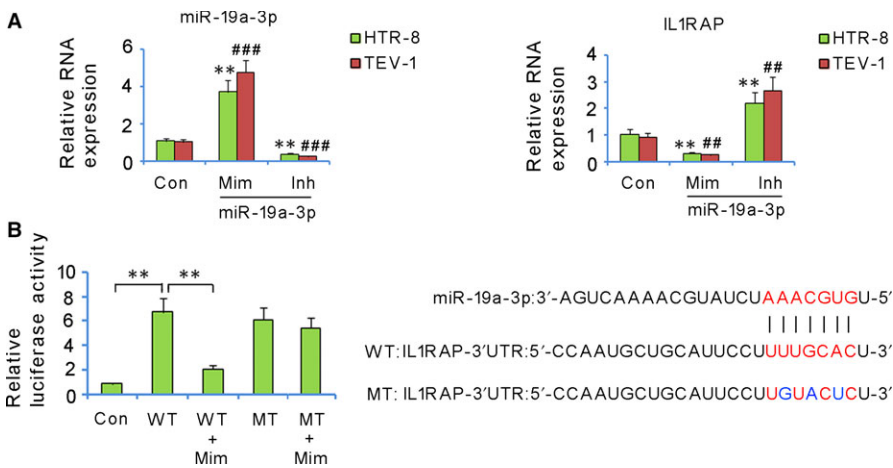 A
miR-19a-3p
Relative RNA
expression
6
4
2
0
** ###
** ###
Con Mim Inh
miR-19a-3p
HTR-8
TEV-1
IL1RAP
Relative RNA
expression
4
3
2
1
0
** ##
** ##
Con Mim Inh
miR-19a-3p
HTR-8
TEV-1
B
Relative
luciferase activity
10
8
6
4
2
0
** **
Con WT WT + Mim MT MT + Mim
miR-19a-3p:3′-AGUCAAAACGUAUCUAAACGUGU-5′
WT:IL1RAP-3′UTR:5′-CCAAUGCUGCAUUCCUUUUGCACU-3′
MT:IL1RAP-3′UTR:5′-CCAAUGCUGCAUUCCUUGUACUCU-3′